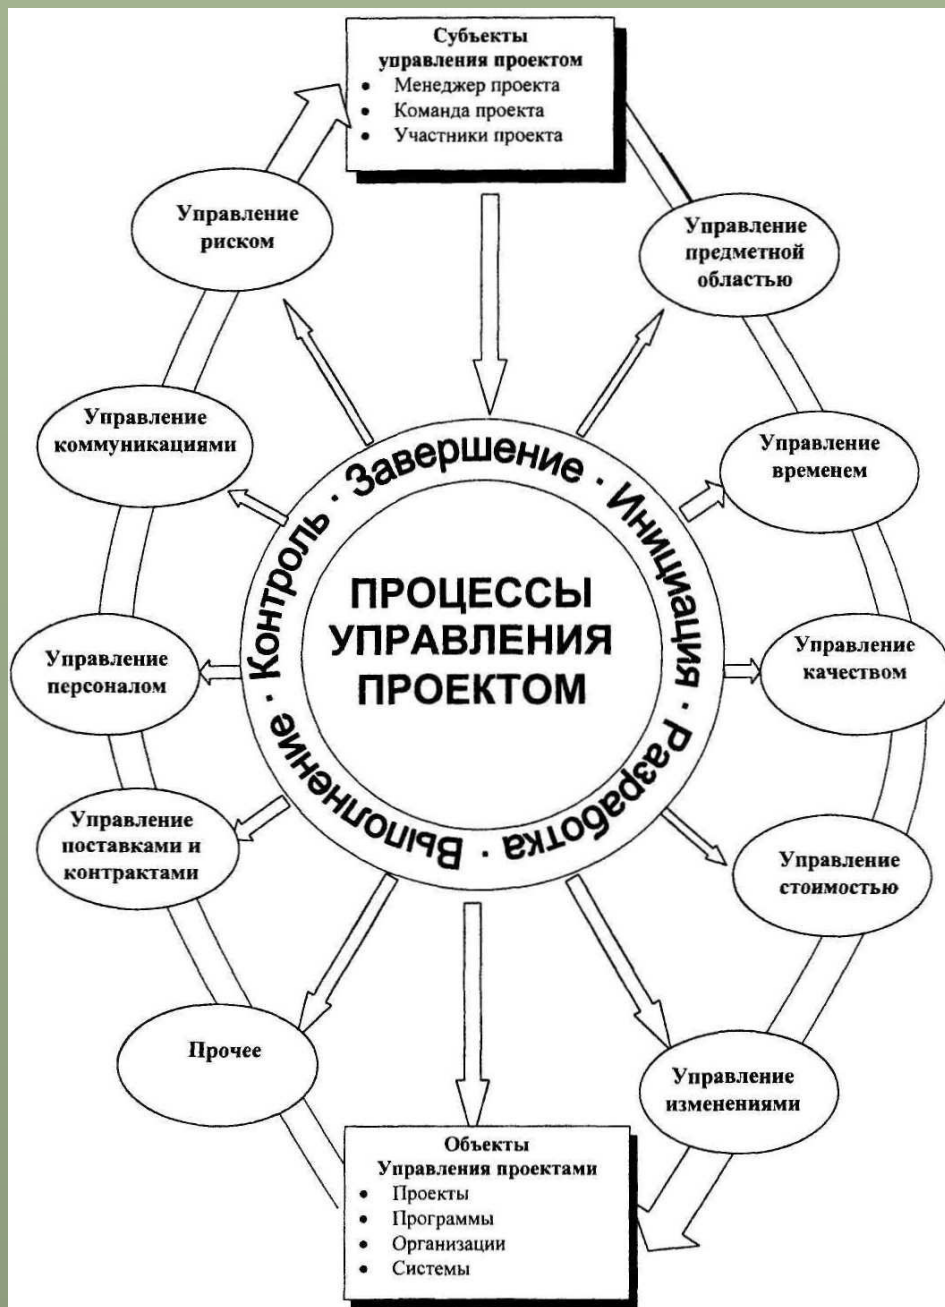 Субъекты
управления проектом
• Менеджер проекта
• Команда проекта
• Участники проекта
Управление
риском
Управление
предметной
областью
Управление
коммуникациями
Управление
временем
Завершение · Инициация · Разработка · Выполнение · Контроль ·
ПРОЦЕССЫ
УПРАВЛЕНИЯ
ПРОЕКТОМ
Управление
персоналом
Управление
качеством
Управление
поставками и
контрактами
Управление
стоимостью
Прочее
Управление
изменениями
Объекты
Управления проектами
• Проекты
• Программы
• Организации
• Системы